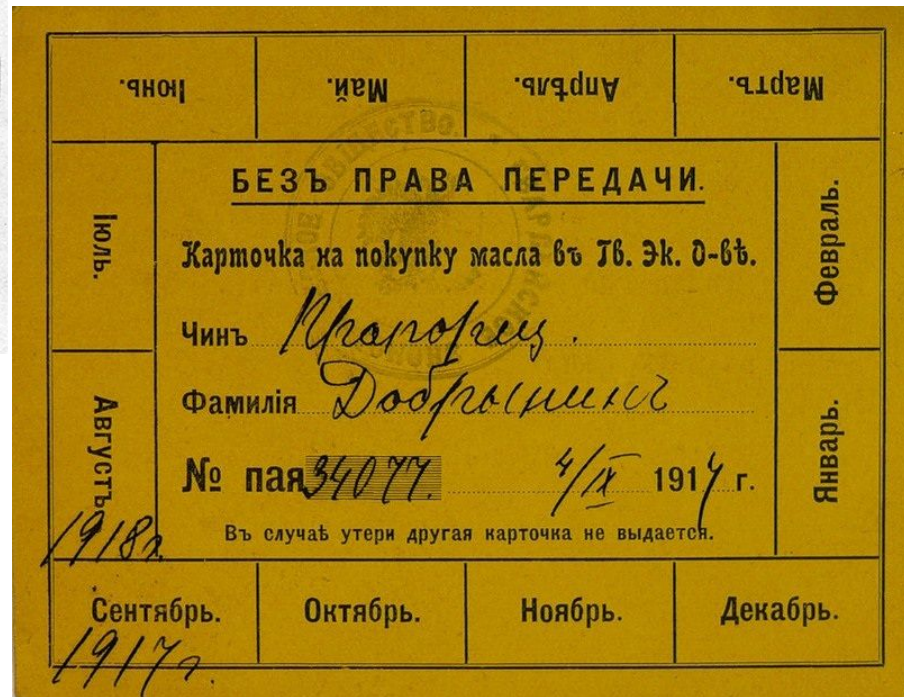 Іюнь.
Май.
Апрѣль.
Мартъ.
Іюль.
БЕЗЪ ПРАВА ПЕРЕДАЧИ.
Февраль.
Карточка на покупку масла въ Гв. Эк. О-вѣ.
Чинъ Прапорщ.
Фамилія Добрынинъ
Августъ.
1918г.
№ пая 34077. 4/IX 1917 г.
Январь.
Въ случаѣ утери другая карточка не выдается.
Сентябрь.
1917г.
Октябрь.
Ноябрь.
Декабрь.